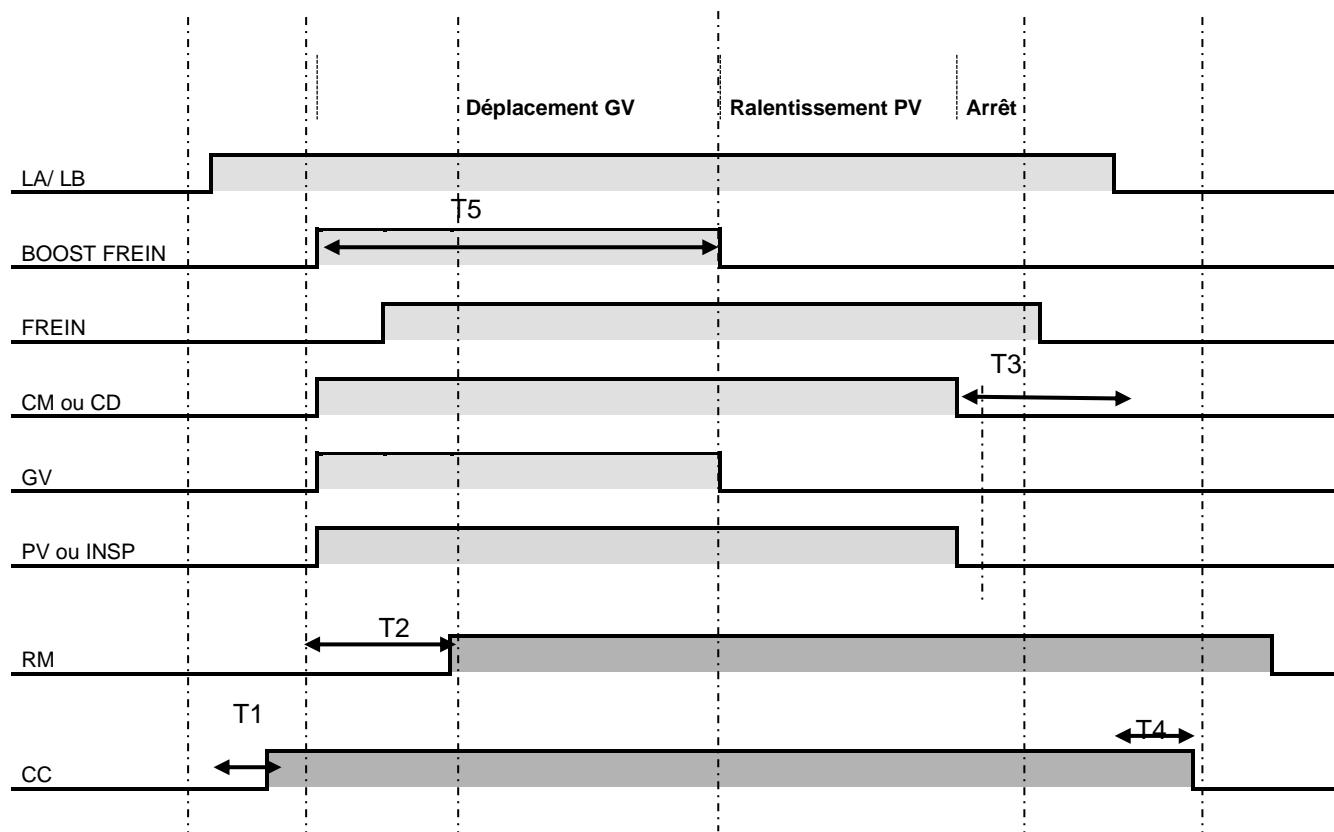 Déplacement GV
Ralentissement PV
Arrêt
LA/ LB
T5
BOOST FREIN
FREIN
T3
CM ou CD
GV
PV ou INSP
T2
RM
T1
T4
CC